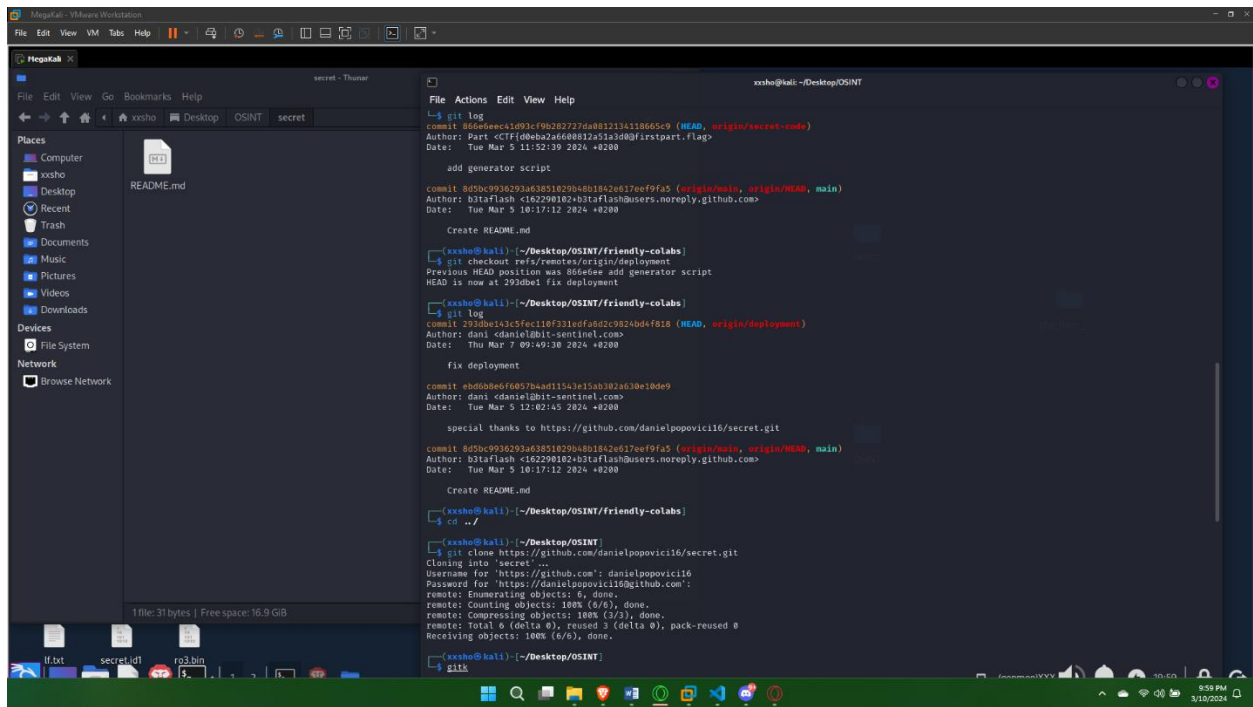 MegaKali - VMware Workstation
File Edit View VM Tabs Help
MegaKali
secret - Thunar
File Edit View Go Bookmarks Help
xxsho Desktop OSINT secret
Places
Computer
xxsho
Desktop
Recent
Trash
Documents
Music
Pictures
Videos
Downloads
Devices
File System
Network
Browse Network
README.md
1 file: 31 bytes | Free space: 16.9 GiB
xxsho@kali: ~/Desktop/OSINT
File Actions Edit View Help
└─$ git log
commit 866e6eec41d93cf9b282727da0812134118665c9 (HEAD, origin/secret-code)
Author: Part <CTF{d0eba2a6600812a51a3d0@firstpart.flag>
Date: Tue Mar 5 11:52:39 2024 +0200
add generator script
commit 8d5bc9936293a63851029b48b1842e617eef9fa5 (origin/main, origin/HEAD, main)
Author: b3taflash <162290102+b3taflash@users.noreply.github.com>
Date: Tue Mar 5 10:17:12 2024 +0200
Create README.md
┌──(xxsho㉿kali)-[~/Desktop/OSINT/friendly-colabs]
└─$ git checkout refs/remotes/origin/deployment
Previous HEAD position was 866e6ee add generator script
HEAD is now at 293dbe1 fix deployment
┌──(xxsho㉿kali)-[~/Desktop/OSINT/friendly-colabs]
└─$ git log
commit 293dbe143c5fec110f331edfa8d2c9824bd4f818 (HEAD, origin/deployment)
Author: dani <daniel@bit-sentinel.com>
Date: Thu Mar 7 09:49:30 2024 +0200
fix deployment
commit ebd6b8e6f6057b4ad11543e15ab302a630e10de9
Author: dani <daniel@bit-sentinel.com>
Date: Tue Mar 5 12:02:45 2024 +0200
special thanks to https://github.com/danielpopovici16/secret.git
commit 8d5bc9936293a63851029b48b1842e617eef9fa5 (origin/main, origin/HEAD, main)
Author: b3taflash <162290102+b3taflash@users.noreply.github.com>
Date: Tue Mar 5 10:17:12 2024 +0200
Create README.md
┌──(xxsho㉿kali)-[~/Desktop/OSINT/friendly-colabs]
└─$ cd ../
┌──(xxsho㉿kali)-[~/Desktop/OSINT]
└─$ git clone https://github.com/danielpopovici16/secret.git
Cloning into 'secret'...
Username for 'https://github.com': danielpopovici16
Password for 'https://danielpopovici16@github.com':
remote: Enumerating objects: 6, done.
remote: Counting objects: 100% (6/6), done.
remote: Compressing objects: 100% (3/3), done.
remote: Total 6 (delta 0), reused 3 (delta 0), pack-reused 0
Receiving objects: 100% (6/6), done.
┌──(xxsho㉿kali)-[~/Desktop/OSINT]
└─$ gitk
lf.txt secret.id1 ro3.bin
9:59 PM
3/10/2024